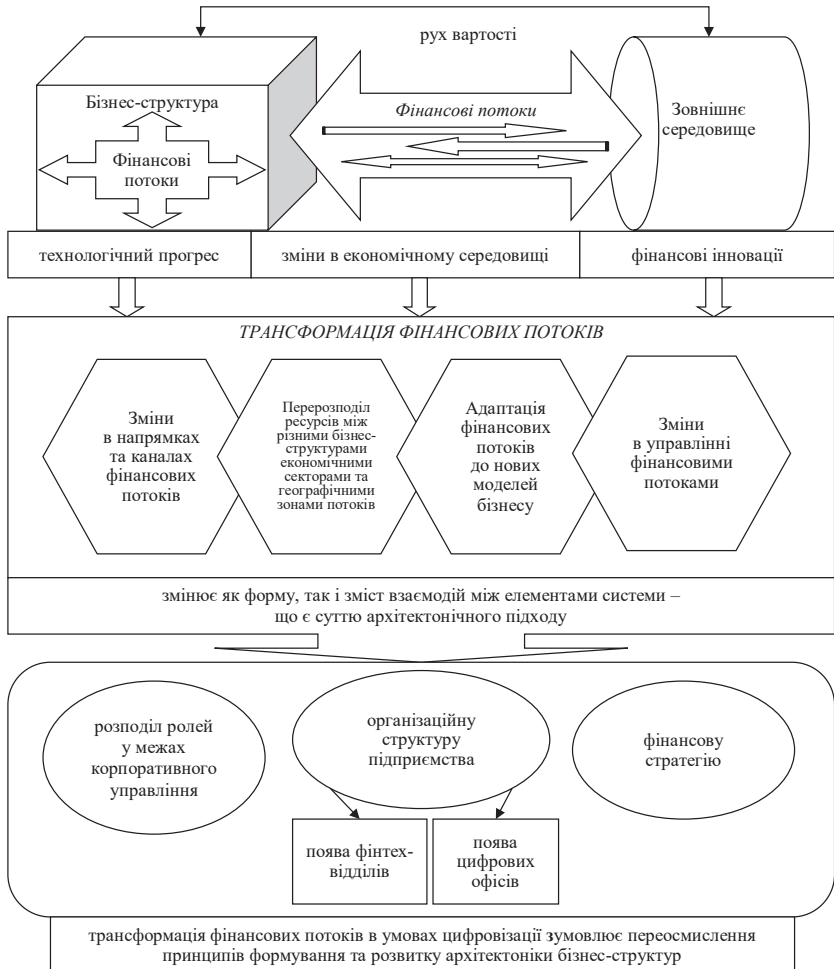 рух вартості
Бізнес-структура
Фінансові
потоки
Фінансові потоки
Зовнішнє
середовище
технологічний прогрес
зміни в економічному середовищі
фінансові інновації
ТРАНСФОРМАЦІЯ ФІНАНСОВИХ ПОТОКІВ
Зміни
в напрямках
та каналах
фінансових
потоків
Перерозподіл
ресурсів між
різними бізнес-
структурами
економічними
секторами та
географічними
зонами потоків
Адаптація
фінансових
потоків
до нових
моделей
бізнесу
Зміни
в управлінні
фінансовими
потоками
змінює як форму, так і зміст взаємодій між елементами системи –
що є суттю архітектонічного підходу
розподіл ролей
у межах
корпоративного
управління
організаційну
структуру
підприємства
фінансову
стратегію
поява фінтех-
відділів
поява
цифрових
офісів
трансформація фінансових потоків в умовах цифровізації зумовлює переосмислення
принципів формування та розвитку архітектоніки бізнес-структур